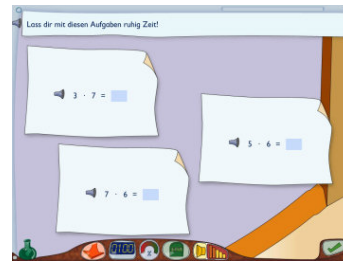 Lass dir mit diesen Aufgaben ruhig Zeit!
3 · 7 =
5 · 6 =
7 · 6 =